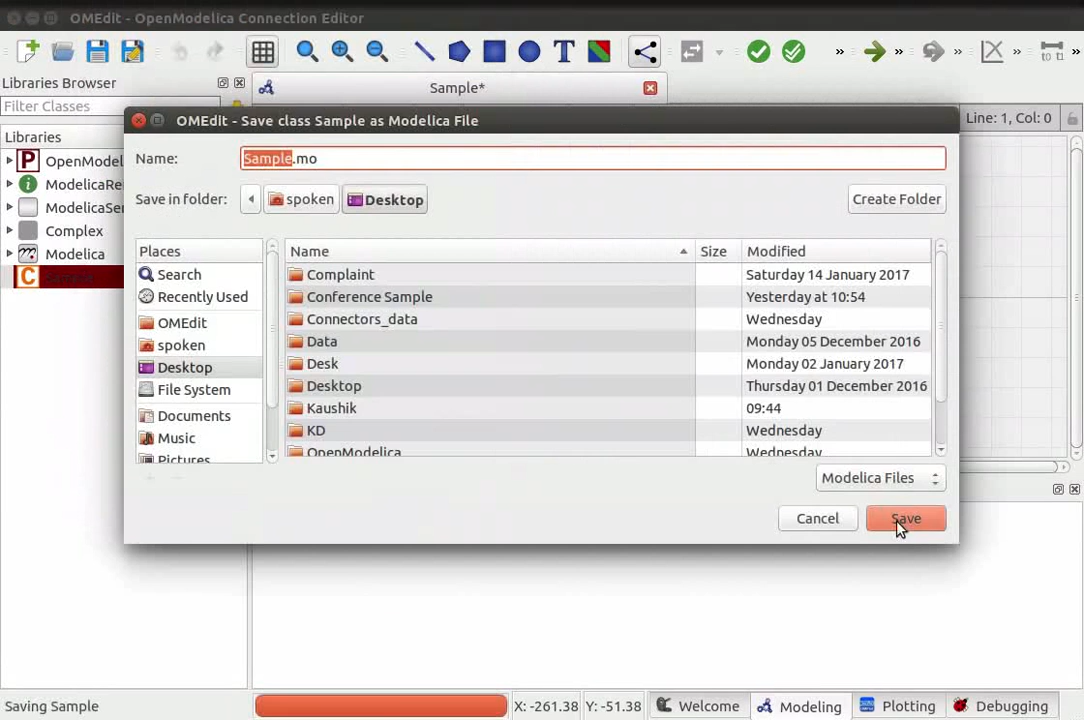 OMEdit - OpenModelica Connection Editor
T
»
»
»
to t1
»
Libraries Browser
Sample*
Filter Classes
Line: 1, Col: 0
Libraries
OpenModel
ModelicaRe
ModelicaSer
Complex
Modelica
OMEdit - Save class Sample as Modelica File
Name:
Sample.mo
Save in folder:
spoken
Desktop
Create Folder
Places
Name
Size
Modified
Search
Recently Used
OMEdit
spoken
Desktop
File System
Documents
Music
Pictures
Complaint
Saturday 14 January 2017
Conference Sample
Yesterday at 10:54
Connectors_data
Wednesday
Data
Monday 05 December 2016
Desk
Monday 02 January 2017
Desktop
Thursday 01 December 2016
Kaushik
09:44
KD
Wednesday
OpenModelica
Wednesday
Modelica Files
Cancel
Save
Saving Sample
X: -261.38
Y: -51.38
Welcome
Modeling
Plotting
Debugging